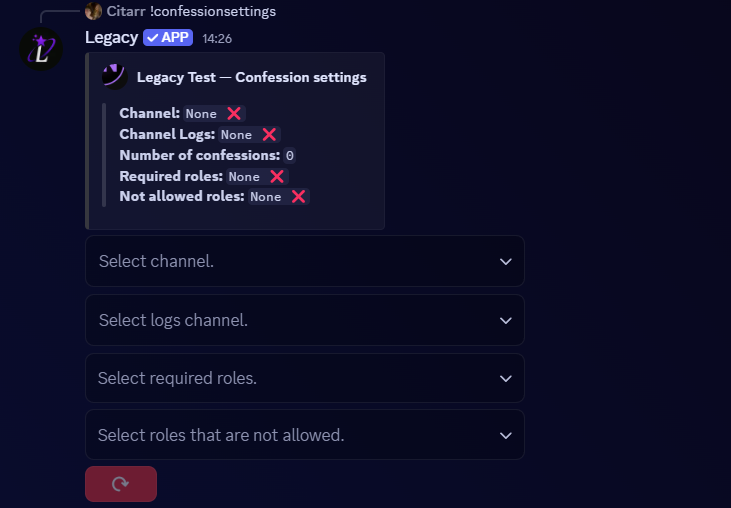 Citarr !confessionsettings
Legacy ✓ APP 14:26
Legacy Test — Confession settings
Channel: None ❌
Channel Logs: None ❌
Number of confessions: 0
Required roles: None ❌
Not allowed roles: None ❌
Select channel.
Select logs channel.
Select required roles.
Select roles that are not allowed.